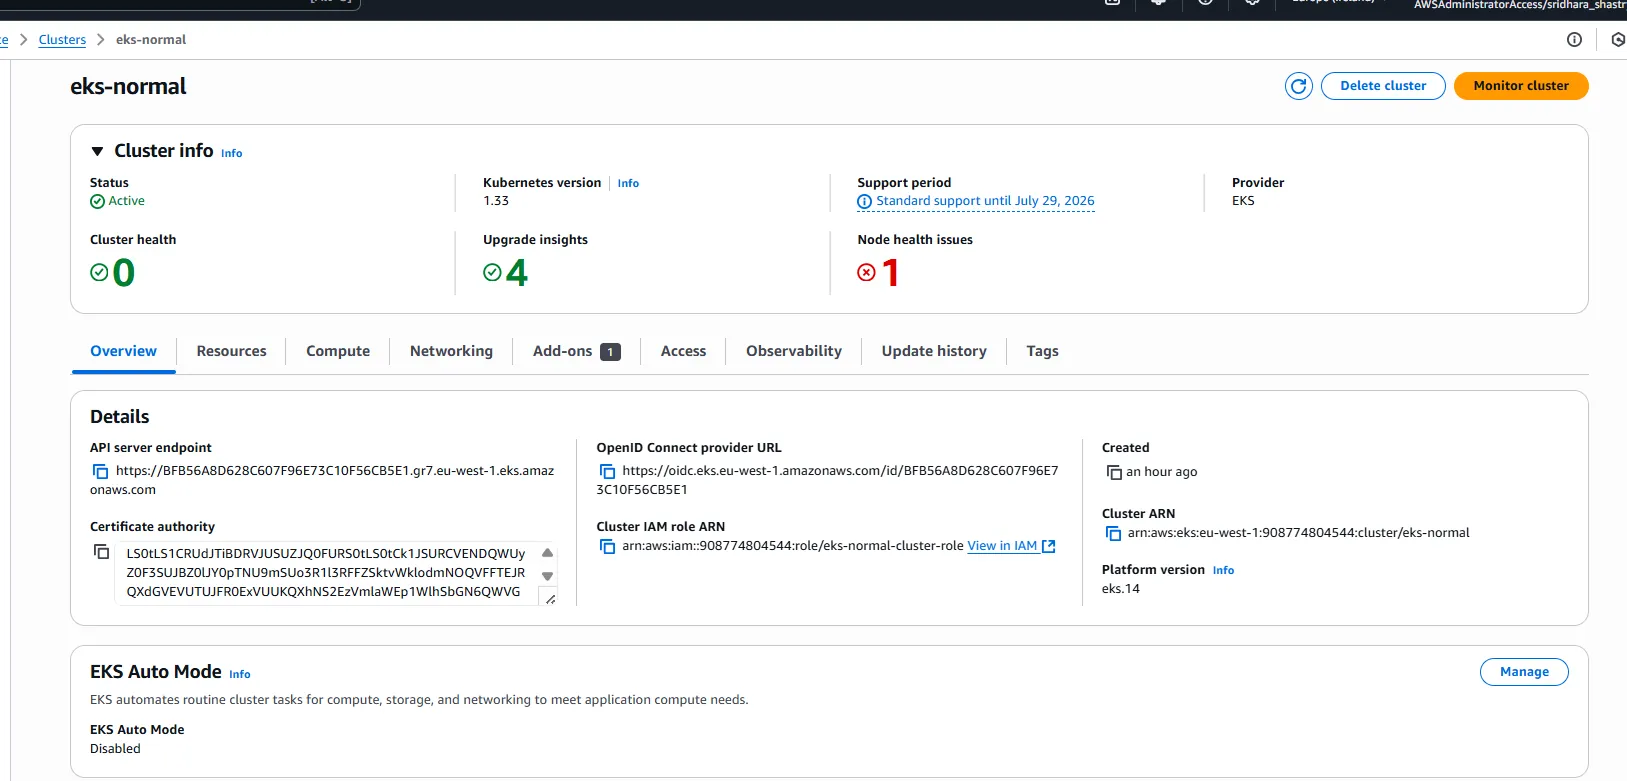 AWSAdministratorAccess/sridhara_shastr
Clusters > eks-normal
eks-normal
Delete cluster
Monitor cluster
Cluster info Info
Status
Active
Kubernetes version Info
1.33
Support period
Standard support until July 29, 2026
Provider
EKS
Cluster health
0
Upgrade insights
4
Node health issues
1
Overview
Resources
Compute
Networking
Add-ons 1
Access
Observability
Update history
Tags
Details
API server endpoint
https://BFB56A8D628C607F96E73C10F56CB5E1.gr7.eu-west-1.eks.amaz
onaws.com
Certificate authority
LS0tLS1CRUdJTiBDRVJUSUZJQ0FURS0tLS0tCk1JSURCVENDQWUy
Z0F3SUJBZ0lJY0pTNU9mSUo3R1l3RFFZSktvWklodmNOQVFFTEJR
QXdGVEVUTUJFR0ExVUUKQXhNS2EzVmlaWEp1WlhSbGN6QWVG
OpenID Connect provider URL
https://oidc.eks.eu-west-1.amazonaws.com/id/BFB56A8D628C607F96E7
3C10F56CB5E1
Cluster IAM role ARN
arn:aws:iam::908774804544:role/eks-normal-cluster-role View in IAM
Created
an hour ago
Cluster ARN
arn:aws:eks:eu-west-1:908774804544:cluster/eks-normal
Platform version Info
eks.14
EKS Auto Mode Info
Manage
EKS automates routine cluster tasks for compute, storage, and networking to meet application compute needs.
EKS Auto Mode
Disabled